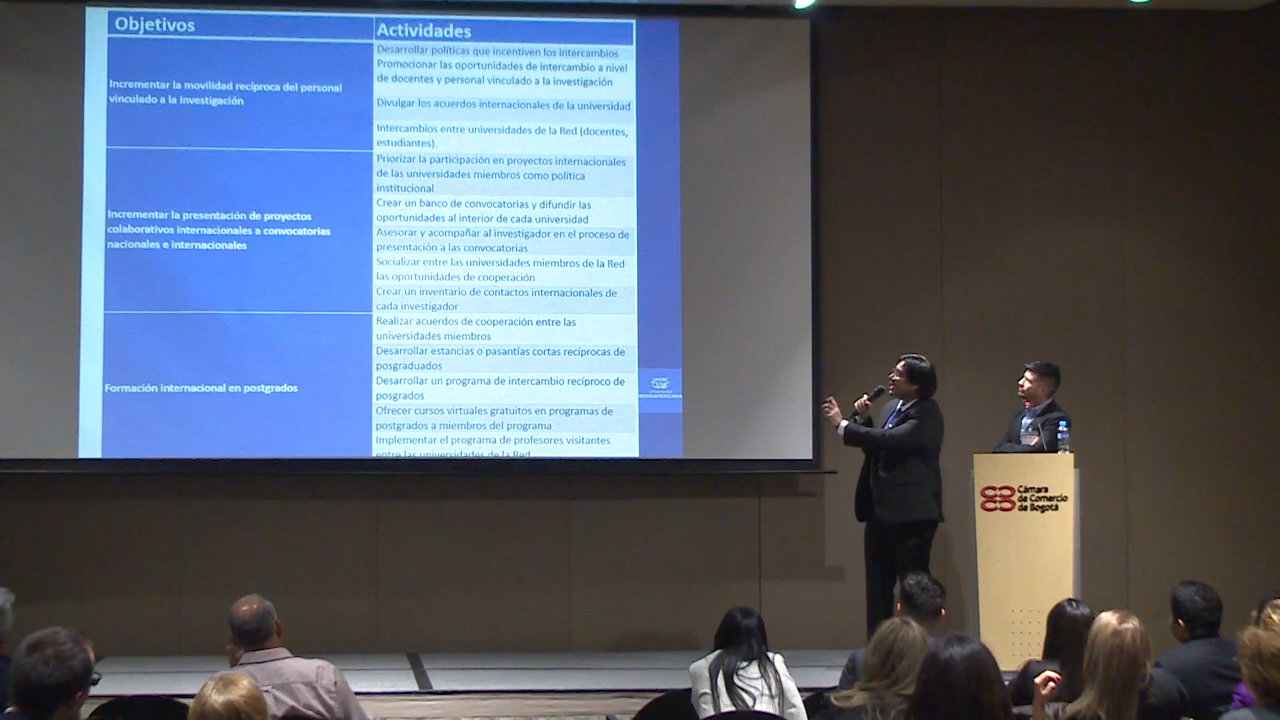 Objetivos
Actividades
Incrementar la movilidad recíproca del personal
vinculado a la investigación
Desarrollar políticas que incentiven los intercambios
Promocionar las oportunidades de intercambio a nivel
de docentes y personal vinculado a la investigación
Divulgar los acuerdos internacionales de la universidad
Intercambios entre universidades de la Red (docentes,
estudiantes).
Incrementar la presentación de proyectos
colaborativos internacionales a convocatorias
nacionales e internacionales
Priorizar la participación en proyectos internacionales
de las universidades miembros como política
institucional
Crear un banco de convocatorias y difundir las
oportunidades al interior de cada universidad
Asesorar y acompañar al investigador en el proceso de
presentación a las convocatorias
Socializar entre las universidades miembros de la Red
las oportunidades de cooperación
Crear un inventario de contactos internacionales de
cada investigador
Formación internacional en postgrados
Realizar acuerdos de cooperación entre las
universidades miembros
Desarrollar estancias o pasantías cortas recíprocas de
posgraduados
Desarrollar un programa de intercambio recíproco de
posgrados
Ofrecer cursos virtuales gratuitos en programas de
postgrados a miembros del programa
Implementar el programa de profesores visitantes
entre las universidades de la Red
IBEROAMERICANA
Cámara
de Comercio
de Bogotá